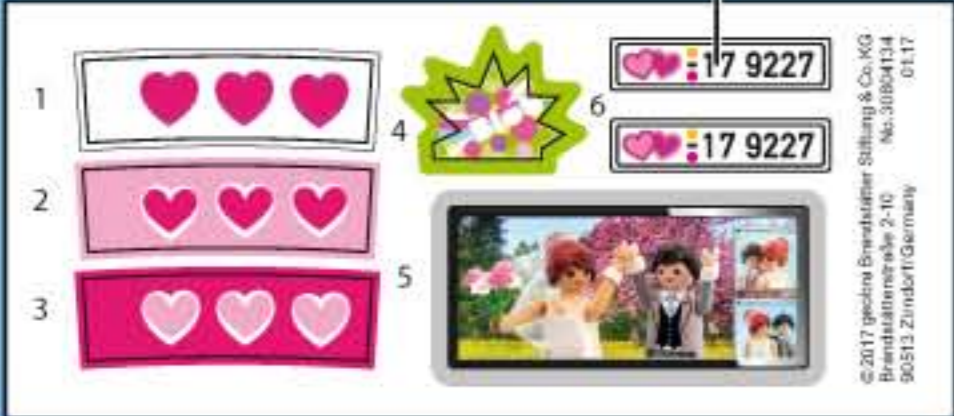 1
2
3
4
5
6
17 9227
17 9227
©2017 geobra Brandstätter Stiftung & Co. KG
Brandstätterstraße 2-10 No. 30804134
90513 Zirndorf/Germany 01.17